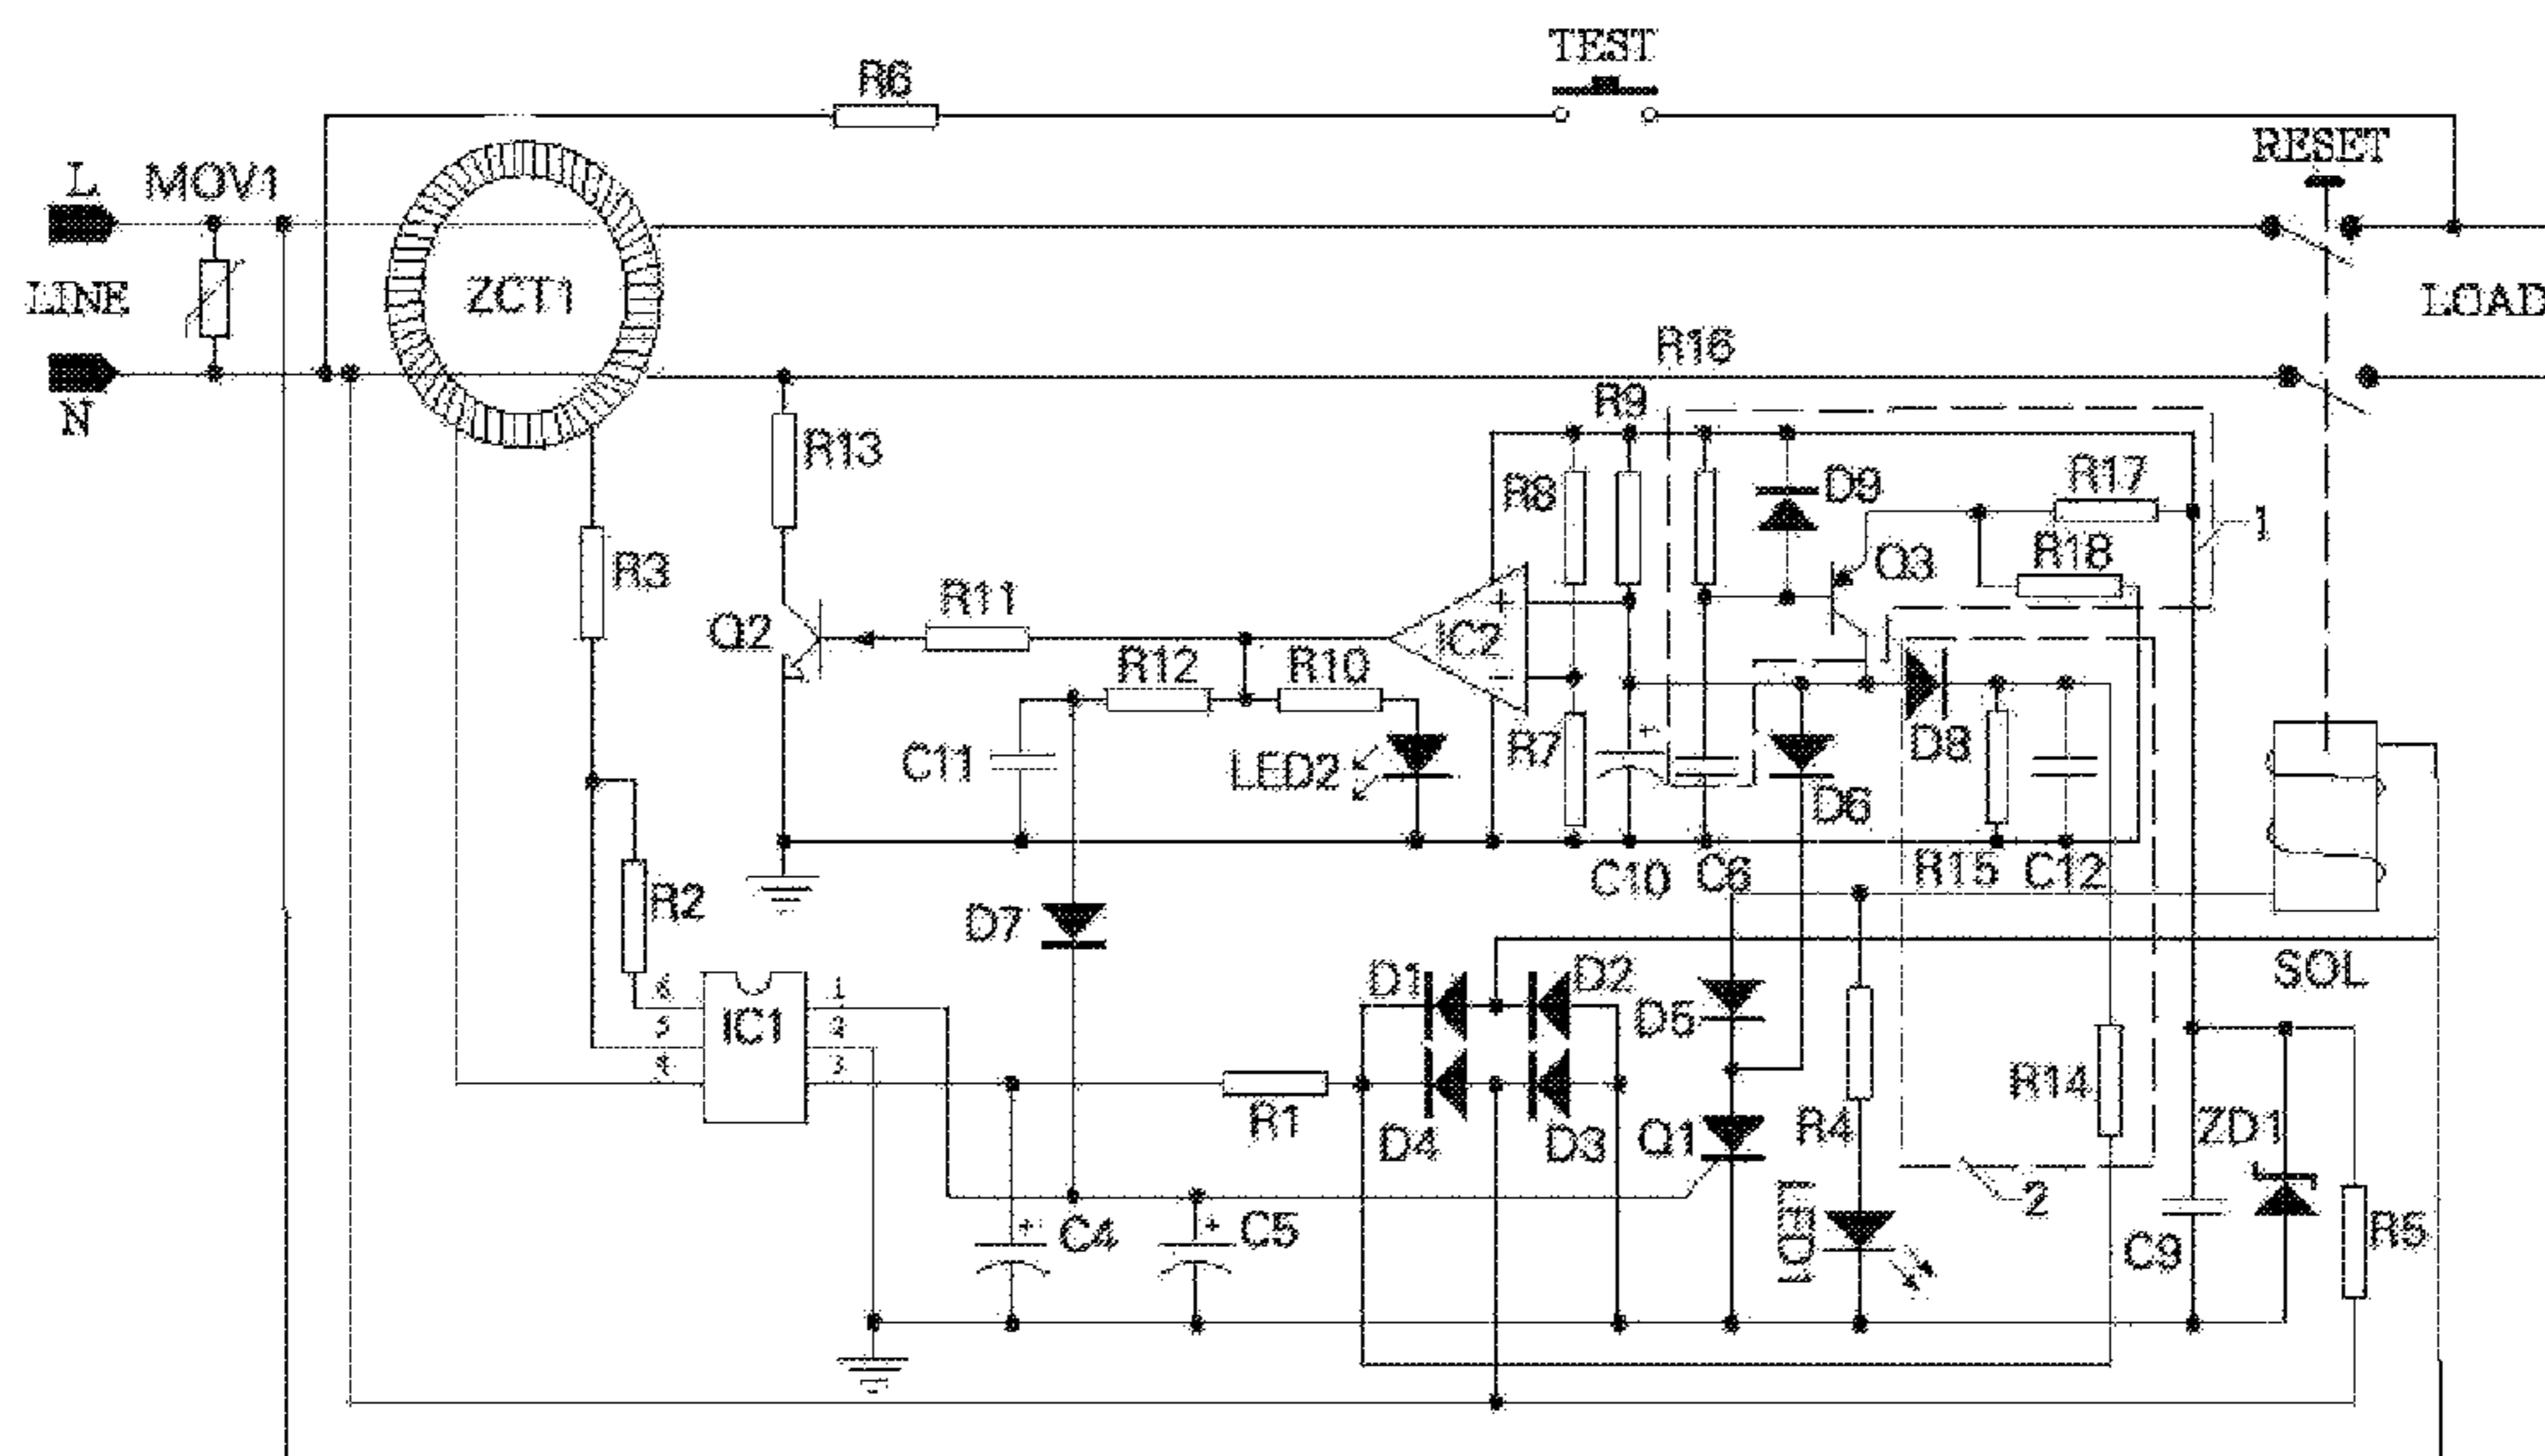 TEST
R6
RESET
L
MOV1
LINE
ZCT1
LOAD
N
R16
R9
R13
R8
D9
R17
1
R3
R11
Q3
R18
Q2
IC2
+
−
R12
R10
C11
LED2
R7
+
D8
D6
R2
C10
C6
R15
C12
D7
D1
D2
SOL
6
1
D5
5
IC1
2
4
3
R14
R1
D4
D3
Q1
R4
ZD1
2
+
C4
+
C5
LED1
C9
R5